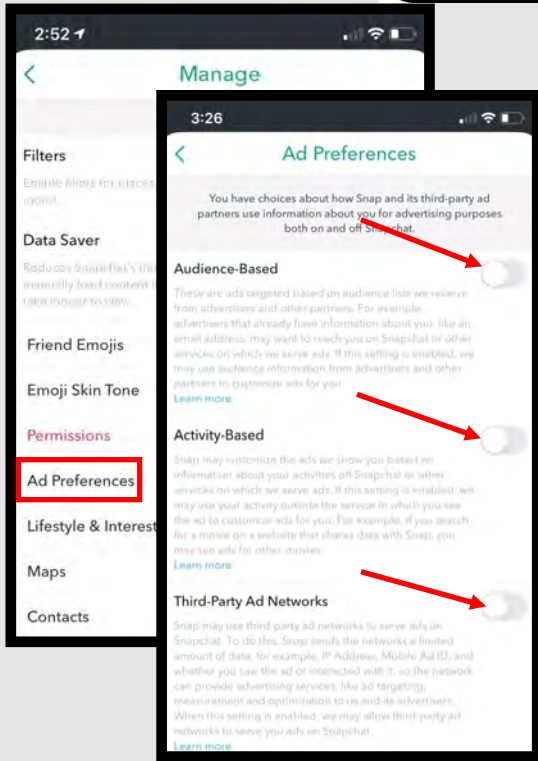 2:52
Manage
Filters
Enable filters for places
Data Saver
Reduces Snapchat's
manually load content
take longer to view.
Friend Emojis
Emoji Skin Tone
Permissions
Ad Preferences
Lifestyle & Interest
Maps
Contacts
3:26
Ad Preferences
You have choices about how Snap and its third-party ad
partners use information about you for advertising purposes
both on and off Snapchat.
Audience-Based
These are ads targeted based on audience lists we receive
from advertisers and other partners. For example,
advertisers that already have information about you, like an
email address, may want to reach you on Snapchat or other
services on which we serve ads. If this setting is enabled, we
may use audience information from advertisers and other
partners to customize ads for you.
Learn more
Activity-Based
Snap may customize the ads we show you based on
information about your activities off Snapchat or other
services on which we serve ads. If this setting is enabled, we
may use your activity outside the service in which you see
the ad to customize ads for you. For example, if you search
for a movie on a website that shares data with Snap, you
may see ads for other movies.
Learn more
Third-Party Ad Networks
Snap may use third-party ad networks to serve ads on
Snapchat. To do this, Snap sends the networks a limited
amount of data, for example, IP Address, Mobile Ad ID, and
whether you saw the ad or interacted with it, so the network
can provide advertising services, like ad targeting,
measurement and optimization to us and its advertisers.
When this setting is enabled, we may allow third-party ad
networks to serve you ads on Snapchat.
Learn more